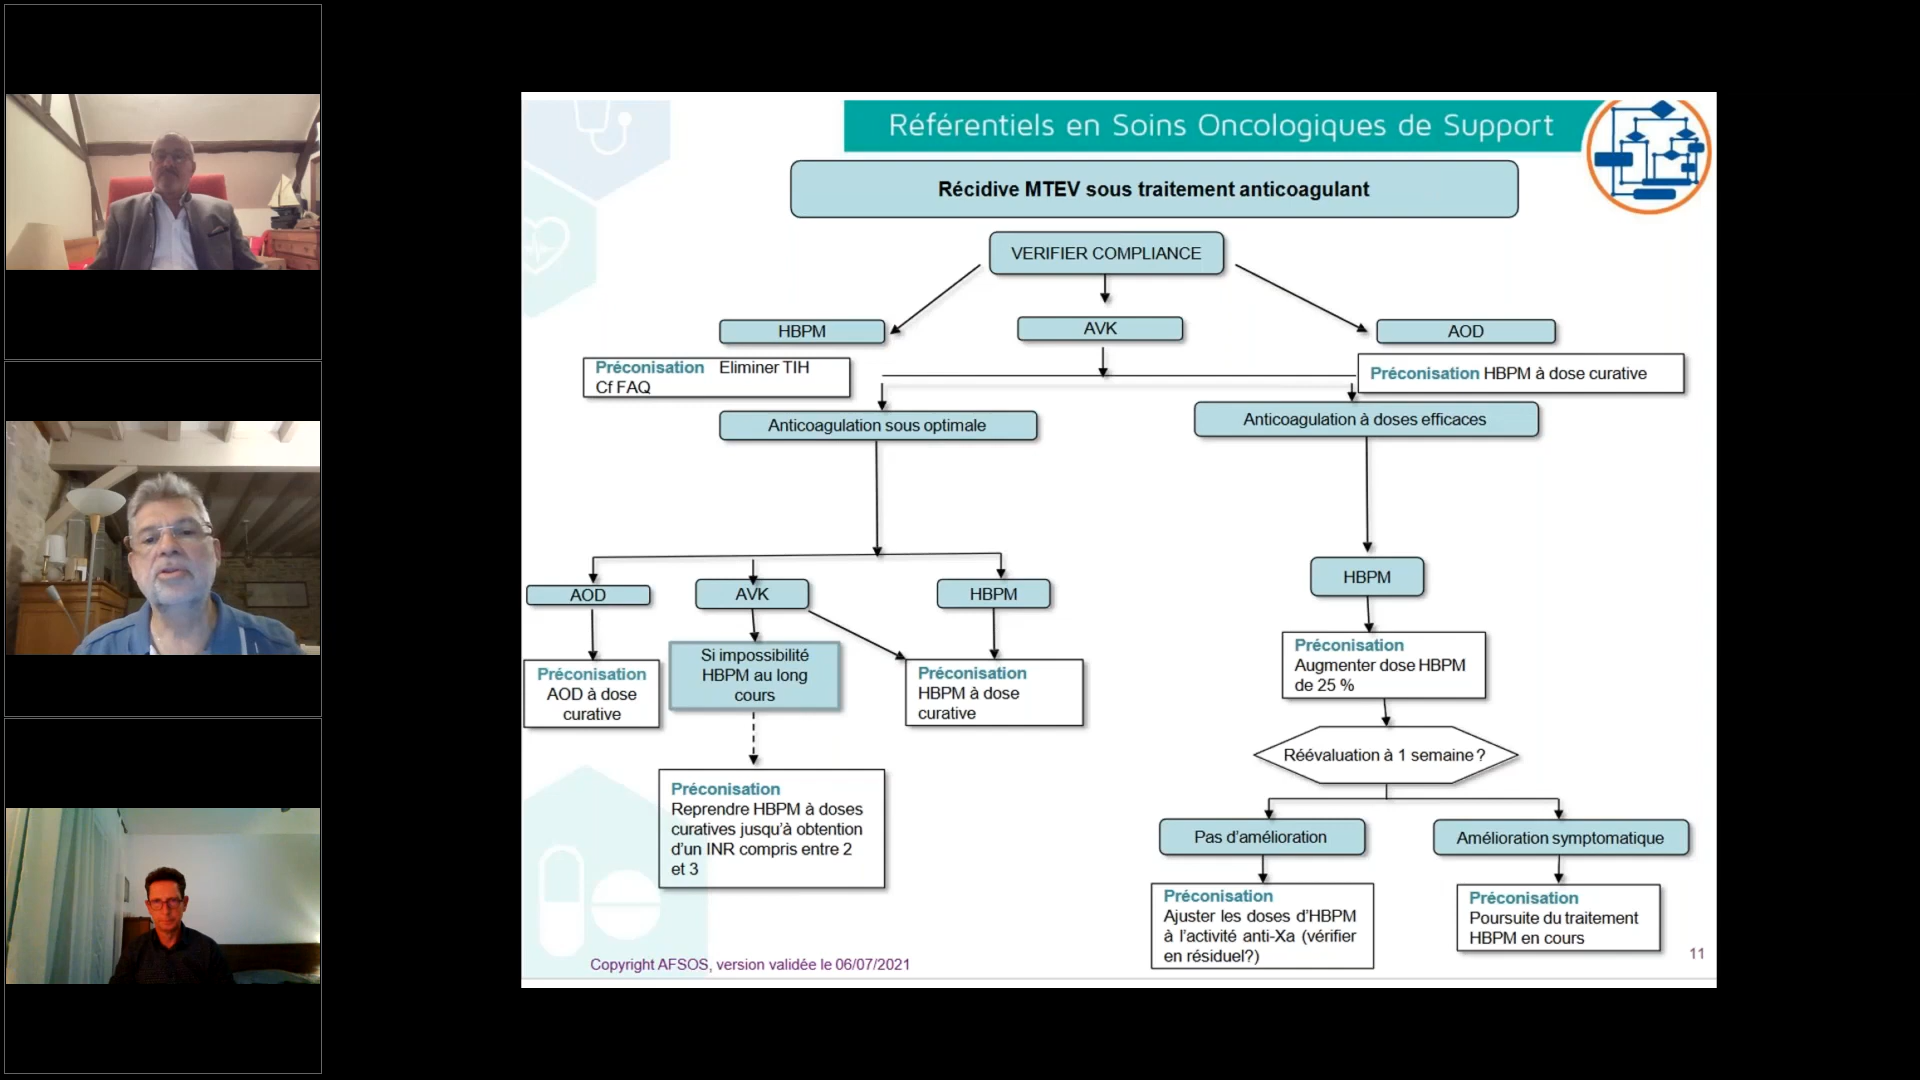 Référentiels en Soins Oncologiques de Support
Récidive MTEV sous traitement anticoagulant
VERIFIER COMPLIANCE
HBPM
AVK
AOD
Préconisation Eliminer TIH
Cf FAQ
Préconisation HBPM à dose curative
Anticoagulation sous optimale
Anticoagulation à doses efficaces
AOD
AVK
HBPM
HBPM
Préconisation
AOD à dose
curative
Si impossibilité
HBPM au long
cours
Préconisation
HBPM à dose
curative
Préconisation
Augmenter dose HBPM
de 25 %
Réévaluation à 1 semaine ?
Préconisation
Reprendre HBPM à doses
curatives jusqu'à obtention
d'un INR compris entre 2
et 3
Pas d'amélioration
Amélioration symptomatique
Préconisation
Ajuster les doses d'HBPM
à l'activité anti-Xa (vérifier
en résiduel?)
Préconisation
Poursuite du traitement
HBPM en cours
Copyright AFSOS, version validée le 06/07/2021
11